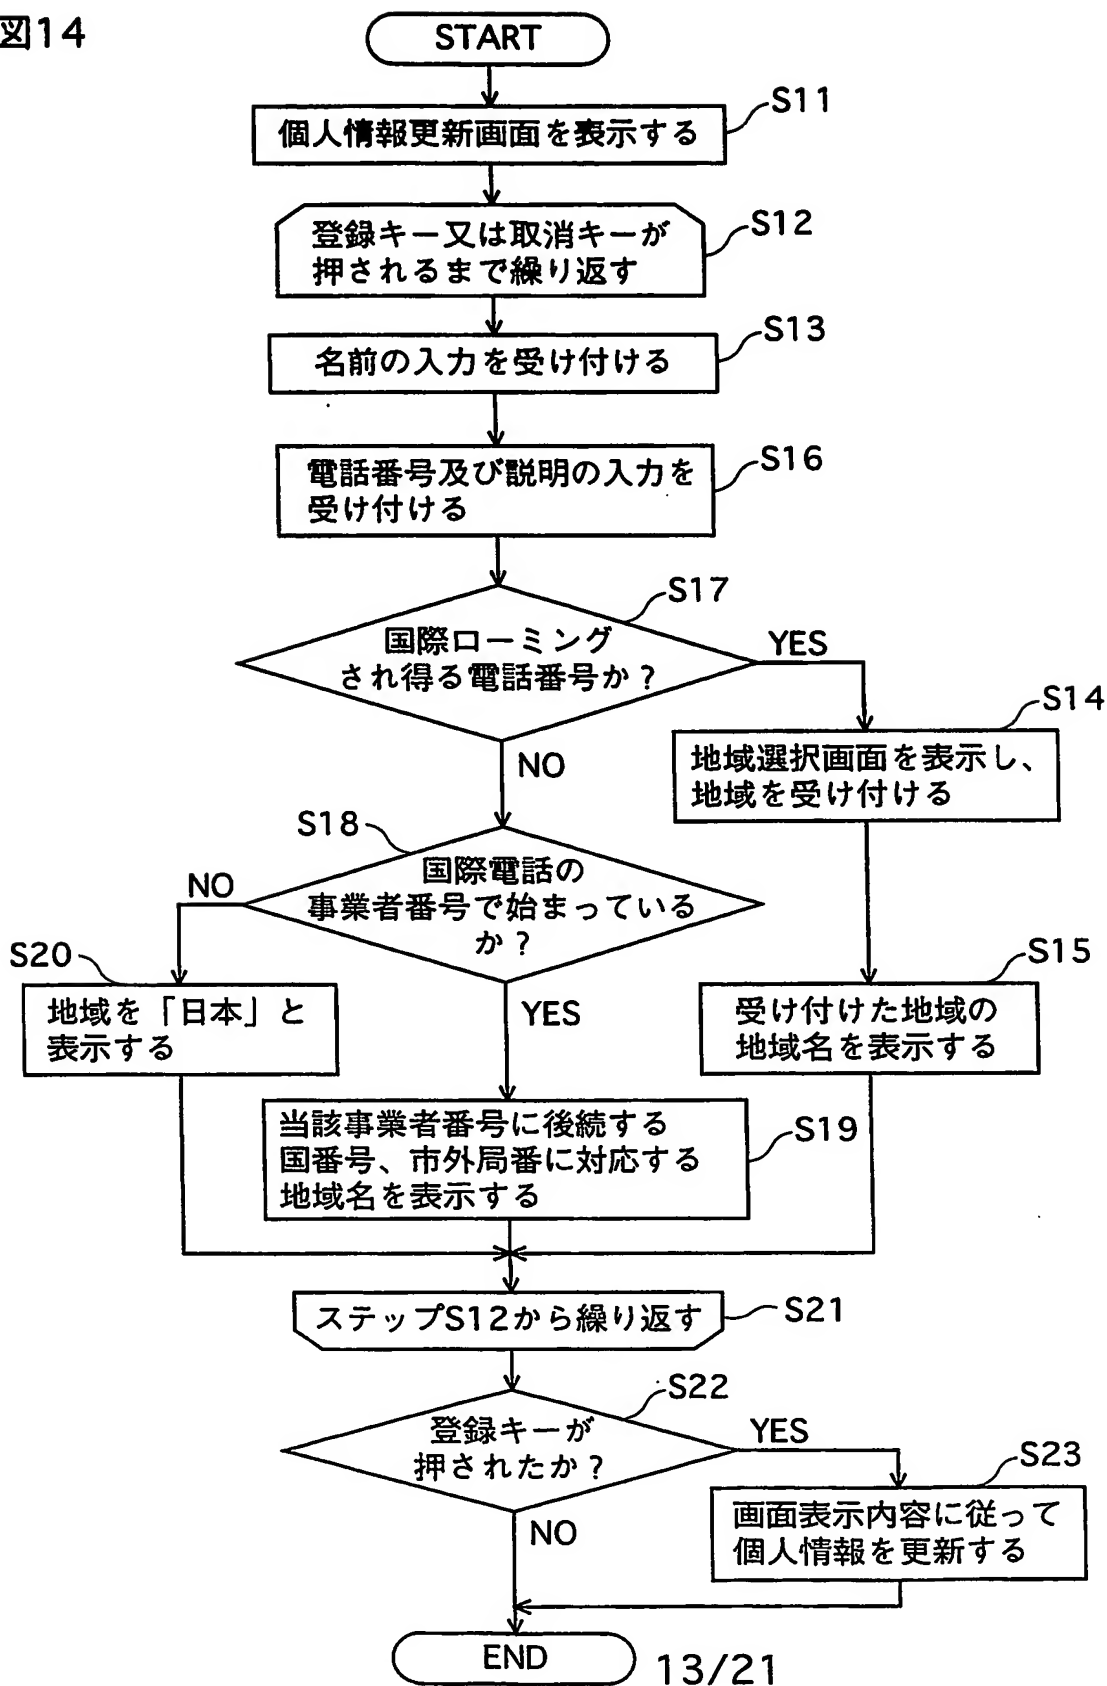 図14
START
S11
個人情報更新画面を表示する
S12
登録キー又は取消キーが
押されるまで繰り返す
S13
名前の入力を受け付ける
S16
電話番号及び説明の入力を
受け付ける
S17
国際ローミング
され得る電話番号か？
YES
NO
S14
地域選択画面を表示し、
地域を受け付ける
S18
国際電話の
事業者番号で始まっている
か？
NO
YES
S20
地域を「日本」と
表示する
S15
受け付けた地域の
地域名を表示する
S19
当該事業者番号に後続する
国番号、市外局番に対応する
地域名を表示する
S21
ステップS12から繰り返す
S22
登録キーが
押されたか？
YES
NO
S23
画面表示内容に従って
個人情報を更新する
END
13/21